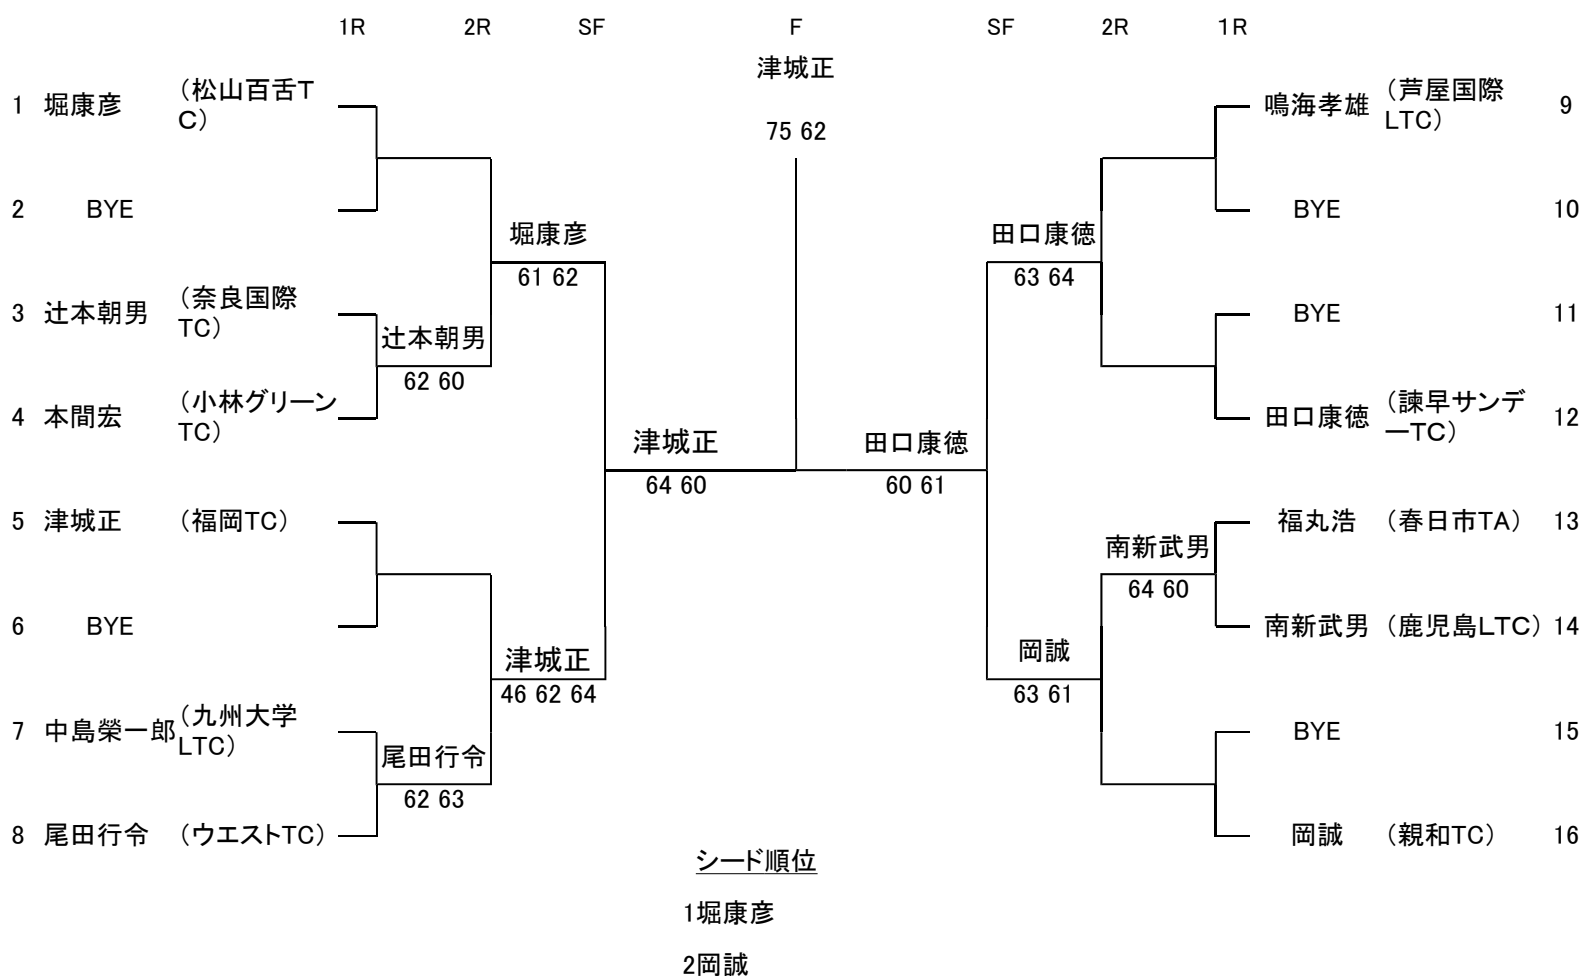 1R 2R SF F SF 2R 1R
津城正
1 堀康彦 （松山百舌T
C）
鳴海孝雄 （芦屋国際
LTC） 9
75 62
2 BYE
BYE 10
堀康彦
61 62
田口康徳
63 64
3 辻本朝男 （奈良国際
TC）
BYE 11
辻本朝男
62 60
4 本間宏 （小林グリーン
TC）
田口康徳 （諫早サンデ
ーTC） 12
津城正
64 60
田口康徳
60 61
5 津城正 （福岡TC）
福丸浩 （春日市TA） 13
南新武男
64 60
6 BYE
南新武男 （鹿児島LTC） 14
津城正
46 62 64
岡誠
63 61
7 中島榮一郎 （九州大学
LTC）
BYE 15
尾田行令
62 63
8 尾田行令 （ウエストTC）
岡誠 （親和TC） 16
シード順位
1堀康彦
2岡誠